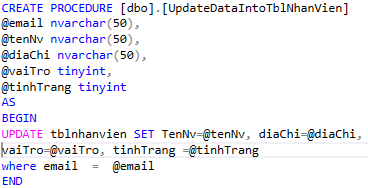 CREATE PROCEDURE [dbo].[UpdateDataIntoTblNhanVien]
@email nvarchar(50),
@tenNv nvarchar(50),
@diaChi nvarchar(50),
@vaiTro tinyint,
@tinhTrang tinyint
AS
BEGIN
UPDATE tblnhanvien SET TenNv=@tenNv, diaChi=@diaChi,
vaiTro=@vaiTro, tinhTrang =@tinhTrang
where email = @email
END